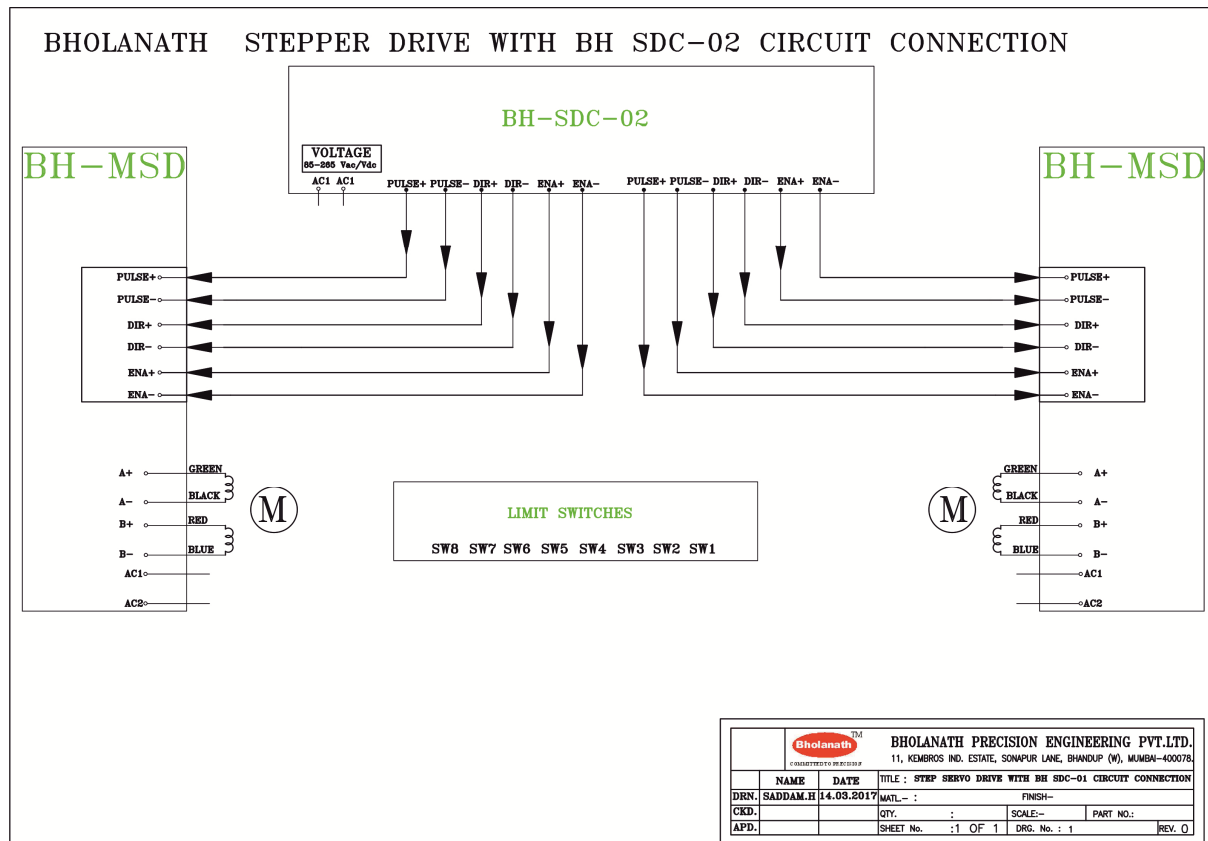 BHOLANATH STEPPER DRIVE WITH BH SDC-02 CIRCUIT CONNECTION
BH-SDC-02
VOLTAGE
85-265 Vac/Vdc
AC1 AC1
PULSE+ PULSE- DIR+ DIR- ENA+ ENA-
PULSE+ PULSE- DIR+ DIR- ENA+ ENA-
BH-MSD
PULSE+
PULSE-
DIR+
DIR-
ENA+
ENA-
A+ GREEN
A- BLACK
B+ RED
B- BLUE
AC1
AC2
M
LIMIT SWITCHES
SW8 SW7 SW6 SW5 SW4 SW3 SW2 SW1
BH-MSD
PULSE+
PULSE-
DIR+
DIR-
ENA+
ENA-
M
GREEN A+
BLACK A-
RED B+
BLUE B-
AC1
AC2
Bholanath TM
COMMITTED TO PRECISION
BHOLANATH PRECISION ENGINEERING PVT.LTD.
11, KEMBROS IND. ESTATE, SONAPUR LANE, BHANDUP (W), MUMBAI-400078.
NAME DATE
TITLE : STEP SERVO DRIVE WITH BH SDC-01 CIRCUIT CONNECTION
DRN. SADDAM.H 14.03.2017
MATL.- : FINISH-
CKD.
QTY. : SCALE:- PART NO.:
APD.
SHEET No. :1 OF 1 DRG. No. : 1 REV. 0